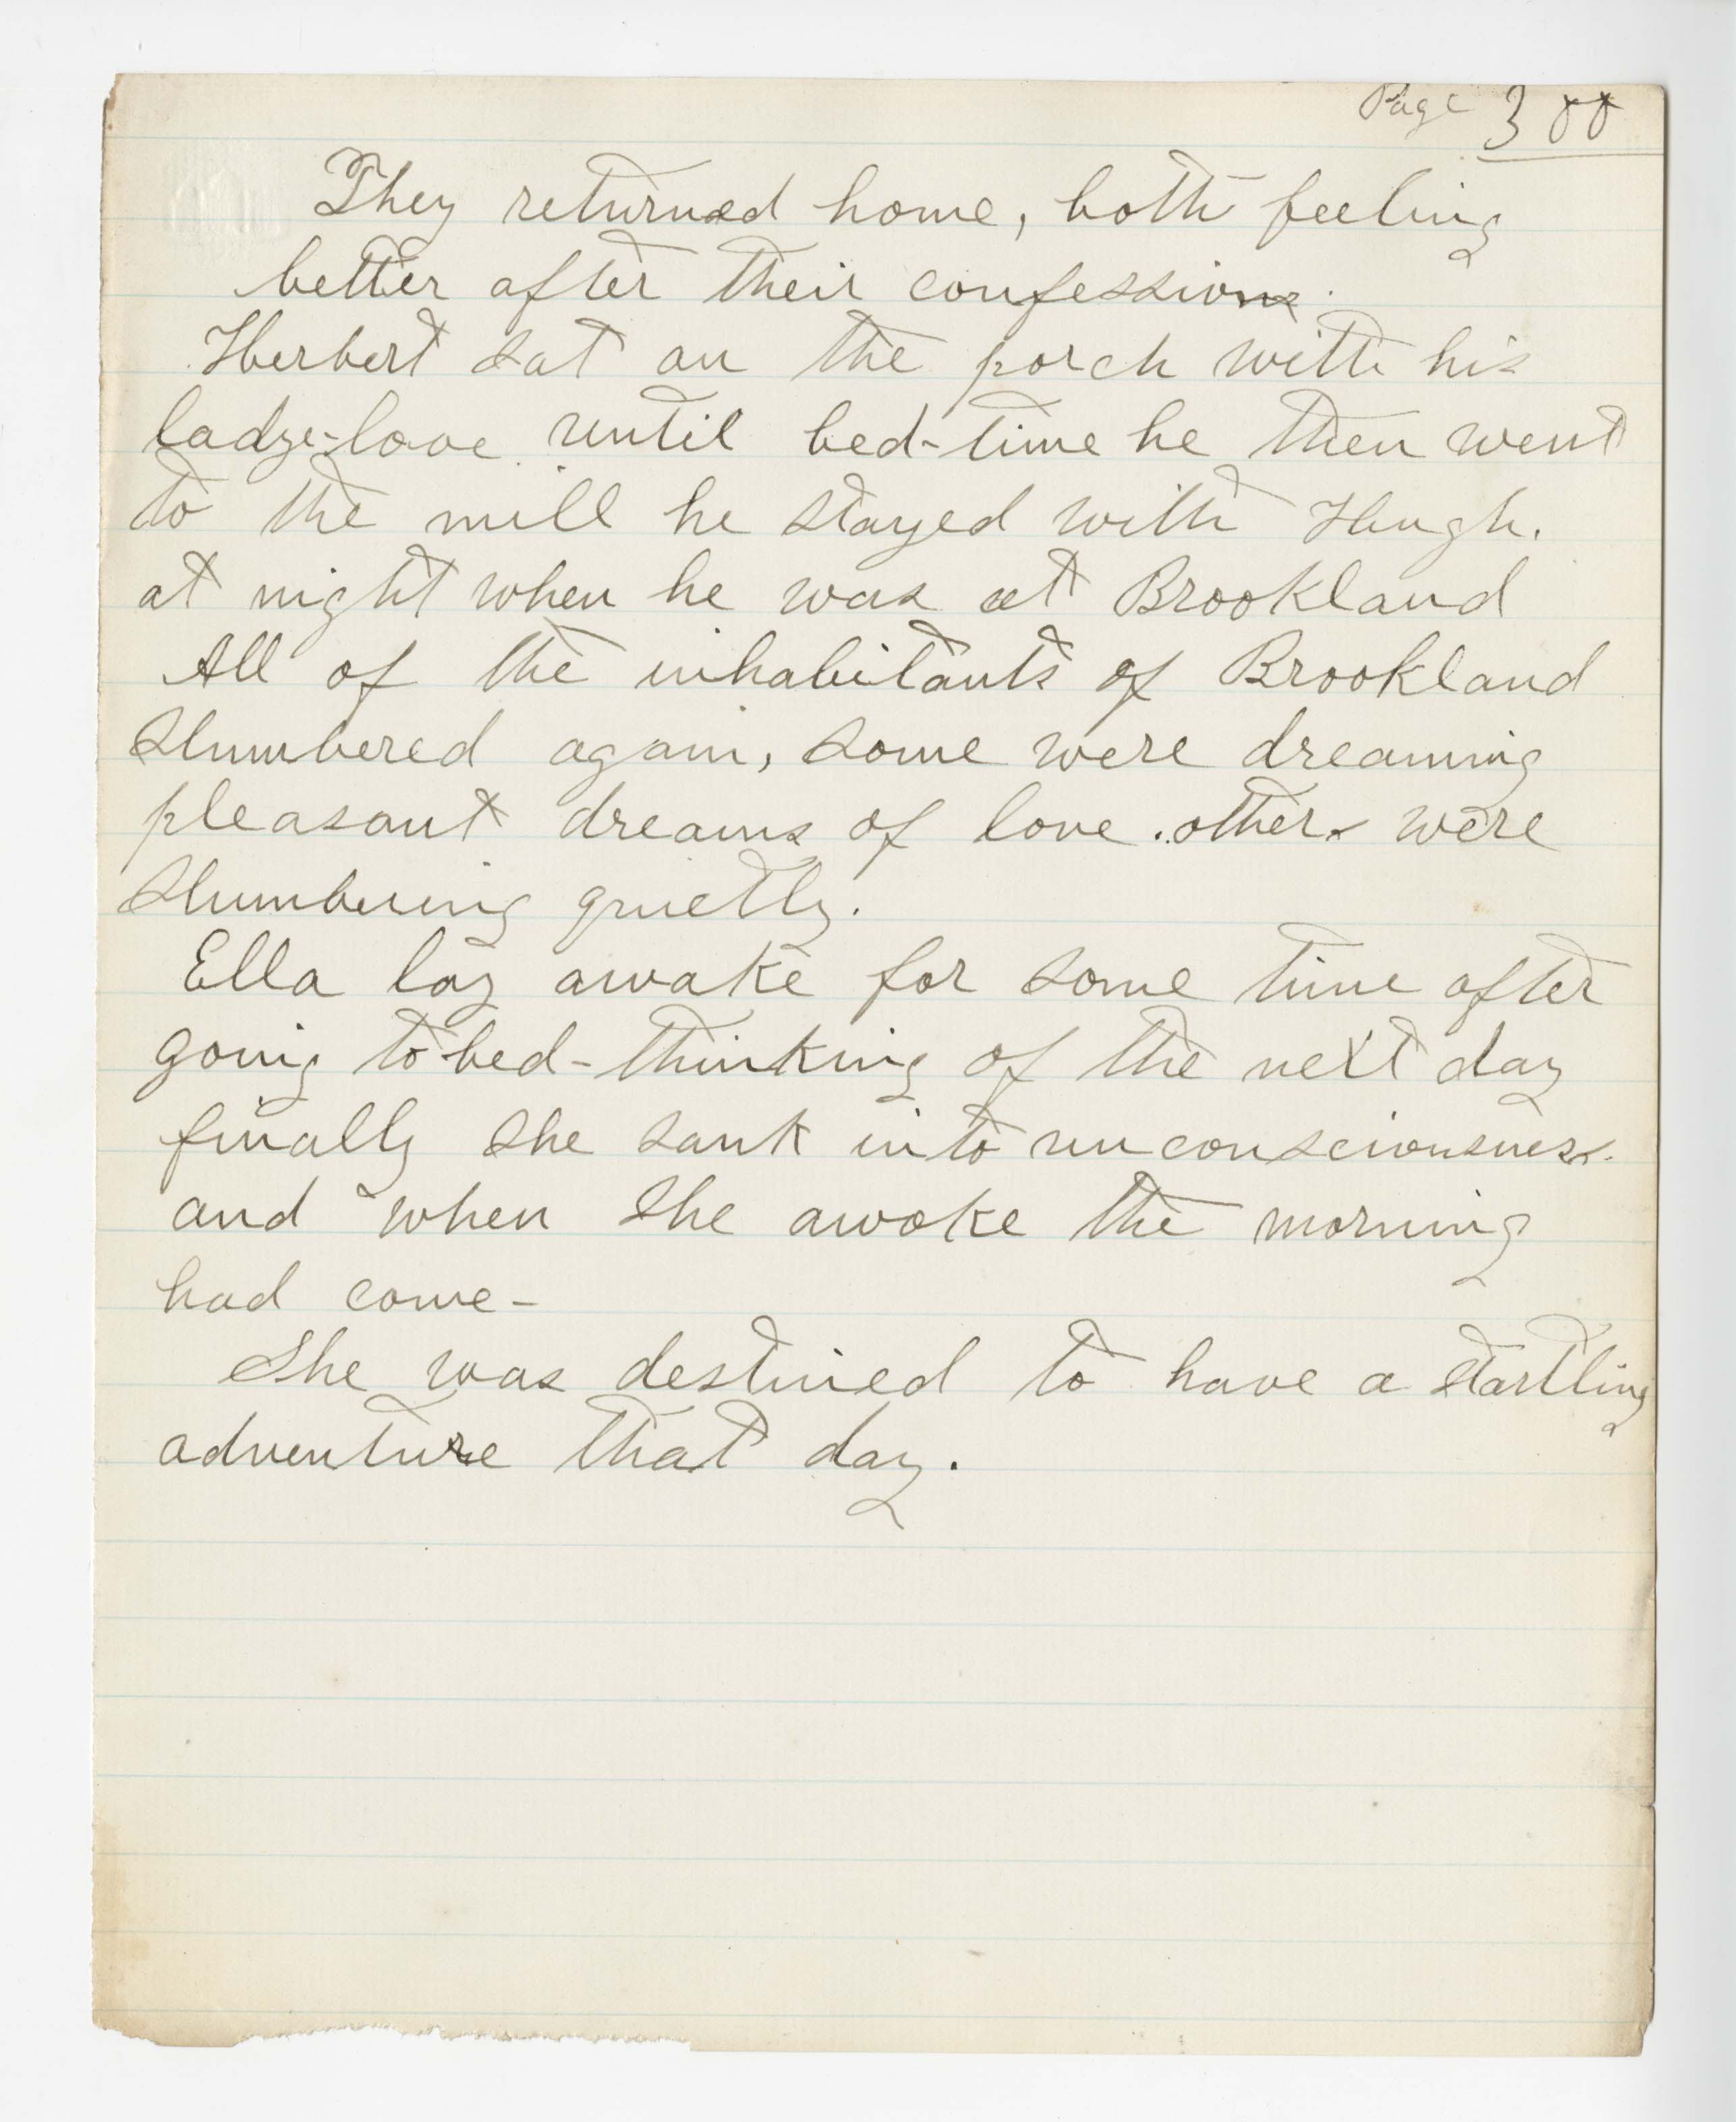 Page 300
They returned home, both feeling
better after their confessions.
Herbert sat on the porch with his
ladye-love until bed-time he then went
to the mill he stayed with Hugh.
at night when he was at Brookland
All of the inhabitants of Brookland
slumbered again, some were dreaming
pleasant dreams of love. others were
slumbering quietly.
Ella lay awake for some time after
going to bed-thinking of the next day
finally she sank into unconsciousness.
and when she awoke the morning
had come-
She was destined to have a startling
adventure that day.